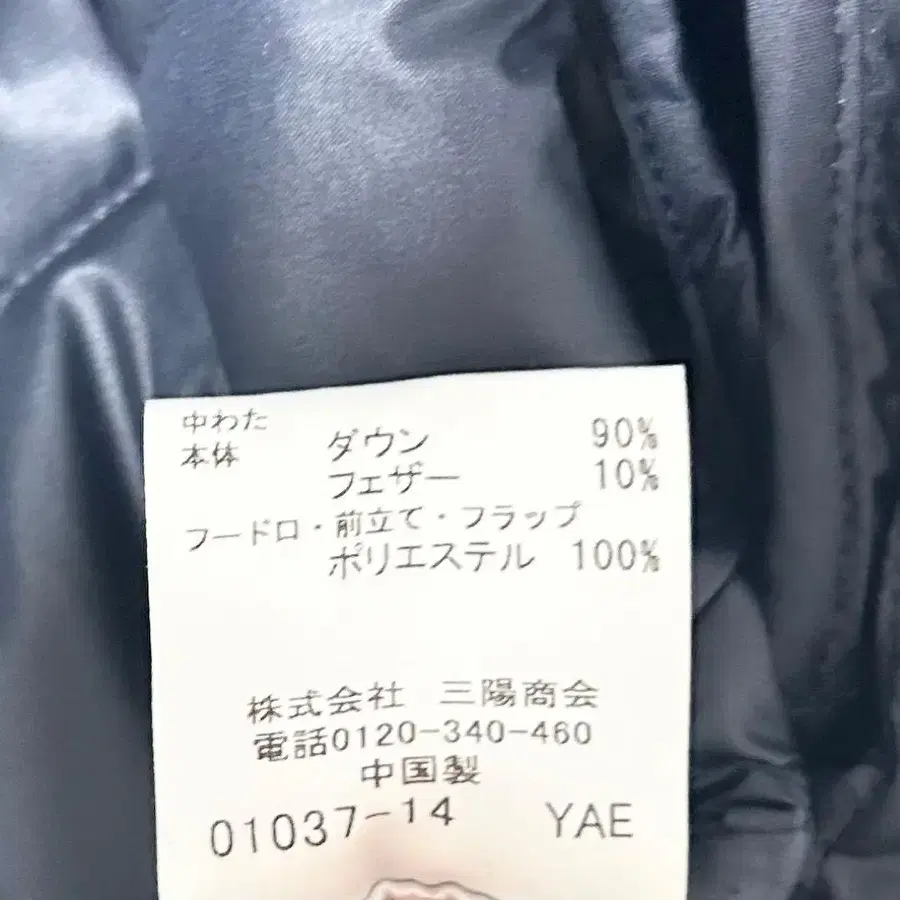 中わた
本体 ダウン 90%
フェザー 10%
フード口・前立て・フラップ
ポリエステル 100%
株式会社 三陽商会
電話0120-340-460
中国製
01037-14 YAE